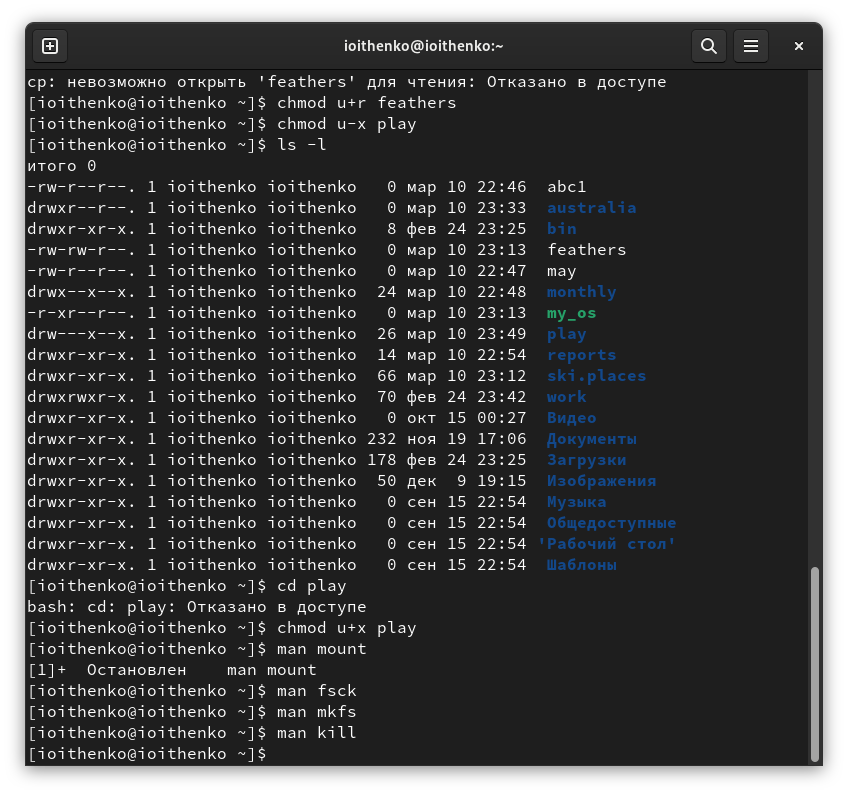 ioithenko@ioithenko:~
cp: невозможно открыть 'feathers' для чтения: Отказано в доступе
[ioithenko@ioithenko ~]$ chmod u+r feathers
[ioithenko@ioithenko ~]$ chmod u-x play
[ioithenko@ioithenko ~]$ ls -l
итого 0
-rw-r--r--. 1 ioithenko ioithenko   0 мар 10 22:46  abc1
drwxr--r--. 1 ioithenko ioithenko   0 мар 10 23:33  australia
drwxr-xr-x. 1 ioithenko ioithenko   8 фев 24 23:25  bin
-rw-rw-r--. 1 ioithenko ioithenko   0 мар 10 23:13  feathers
-rw-r--r--. 1 ioithenko ioithenko   0 мар 10 22:47  may
drwx--x--x. 1 ioithenko ioithenko  24 мар 10 22:48  monthly
-r-xr--r--. 1 ioithenko ioithenko   0 мар 10 23:13  my_os
drw---x--x. 1 ioithenko ioithenko  26 мар 10 23:49  play
drwxr-xr-x. 1 ioithenko ioithenko  14 мар 10 22:54  reports
drwxr-xr-x. 1 ioithenko ioithenko  66 мар 10 23:12  ski.places
drwxrwxr-x. 1 ioithenko ioithenko  70 фев 24 23:42  work
drwxr-xr-x. 1 ioithenko ioithenko   0 окт 15 00:27  Видео
drwxr-xr-x. 1 ioithenko ioithenko 232 ноя 19 17:06  Документы
drwxr-xr-x. 1 ioithenko ioithenko 178 фев 24 23:25  Загрузки
drwxr-xr-x. 1 ioithenko ioithenko  50 дек  9 19:15  Изображения
drwxr-xr-x. 1 ioithenko ioithenko   0 сен 15 22:54  Музыка
drwxr-xr-x. 1 ioithenko ioithenko   0 сен 15 22:54  Общедоступные
drwxr-xr-x. 1 ioithenko ioithenko   0 сен 15 22:54 'Рабочий стол'
drwxr-xr-x. 1 ioithenko ioithenko   0 сен 15 22:54  Шаблоны
[ioithenko@ioithenko ~]$ cd play
bash: cd: play: Отказано в доступе
[ioithenko@ioithenko ~]$ chmod u+x play
[ioithenko@ioithenko ~]$ man mount
[1]+  Остановлен    man mount
[ioithenko@ioithenko ~]$ man fsck
[ioithenko@ioithenko ~]$ man mkfs
[ioithenko@ioithenko ~]$ man kill
[ioithenko@ioithenko ~]$